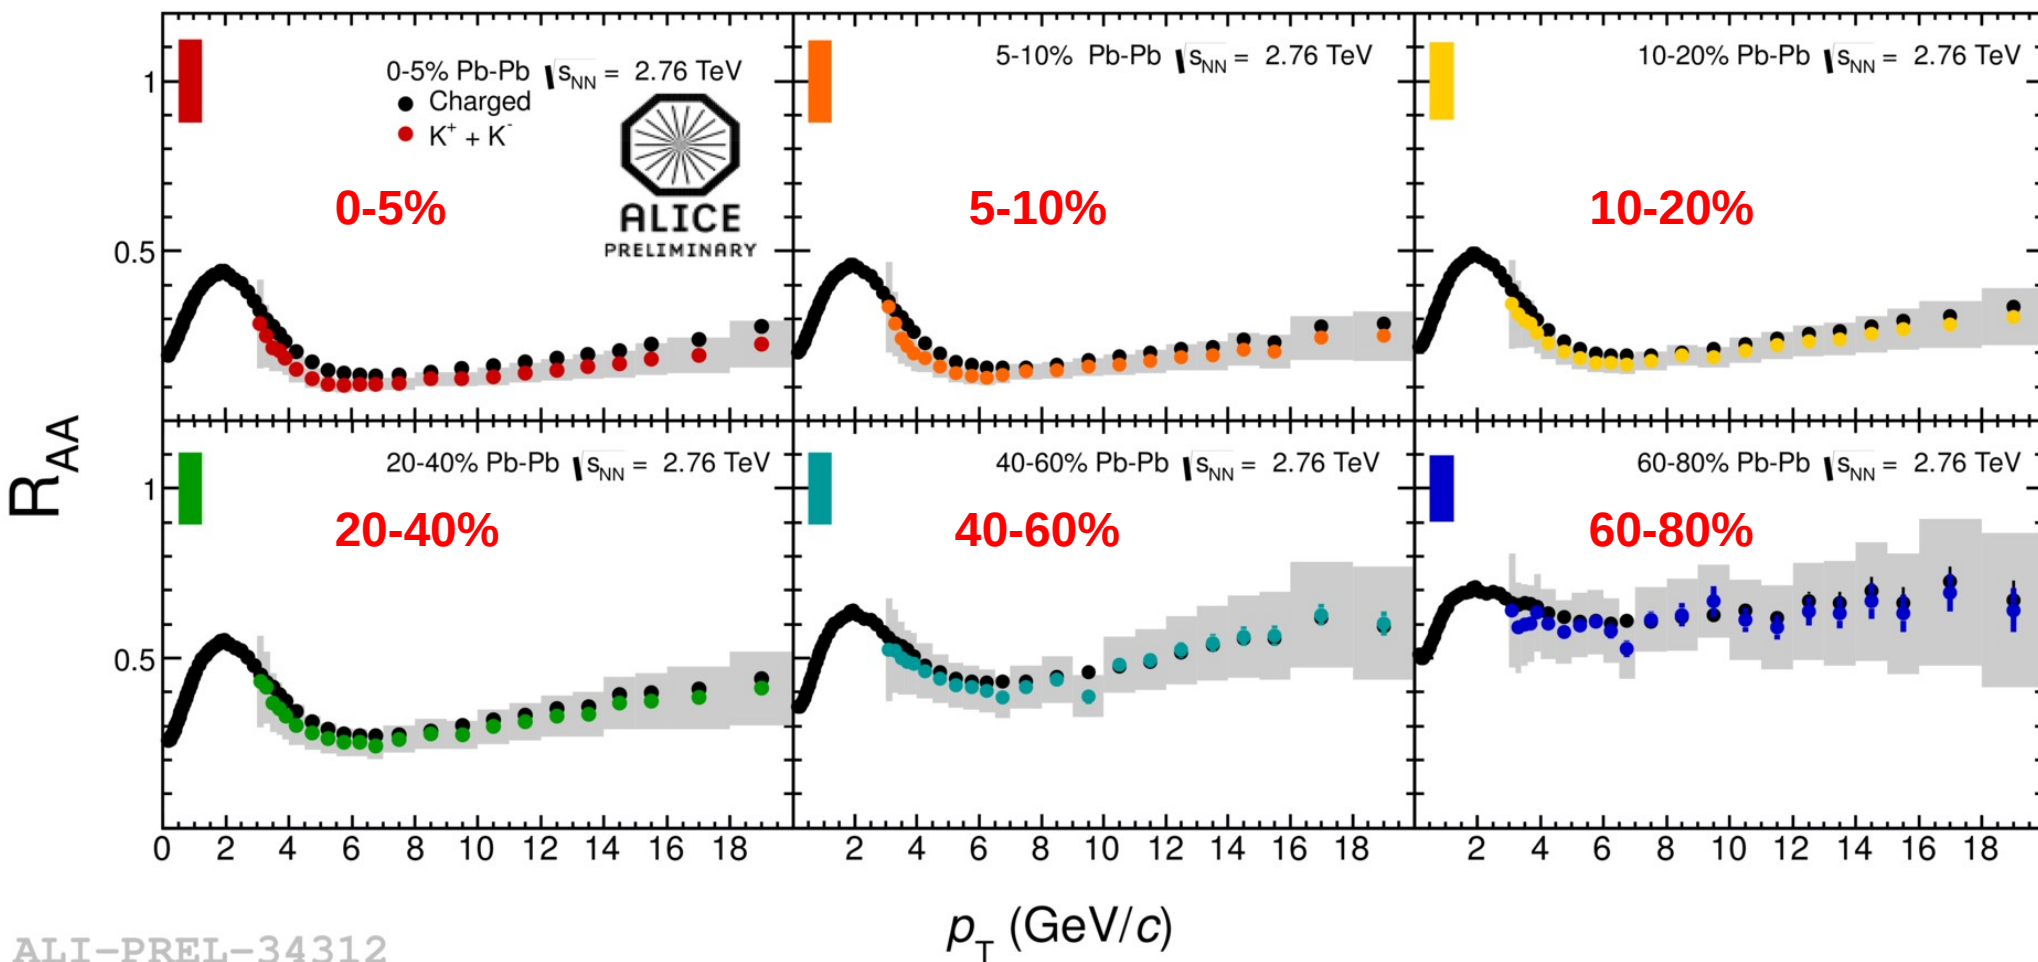 0-5% Pb-Pb √sNN = 2.76 TeV
Charged
K+ + K-
0-5%
ALICE
PRELIMINARY
5-10% Pb-Pb √sNN = 2.76 TeV
5-10%
10-20% Pb-Pb √sNN = 2.76 TeV
10-20%
1
0.5
RAA
20-40% Pb-Pb √sNN = 2.76 TeV
20-40%
40-60% Pb-Pb √sNN = 2.76 TeV
40-60%
60-80% Pb-Pb √sNN = 2.76 TeV
60-80%
1
0.5
0 2 4 6 8 10 12 14 16 18
2 4 6 8 10 12 14 16 18
2 4 6 8 10 12 14 16 18
pT (GeV/c)
ALI-PREL-34312